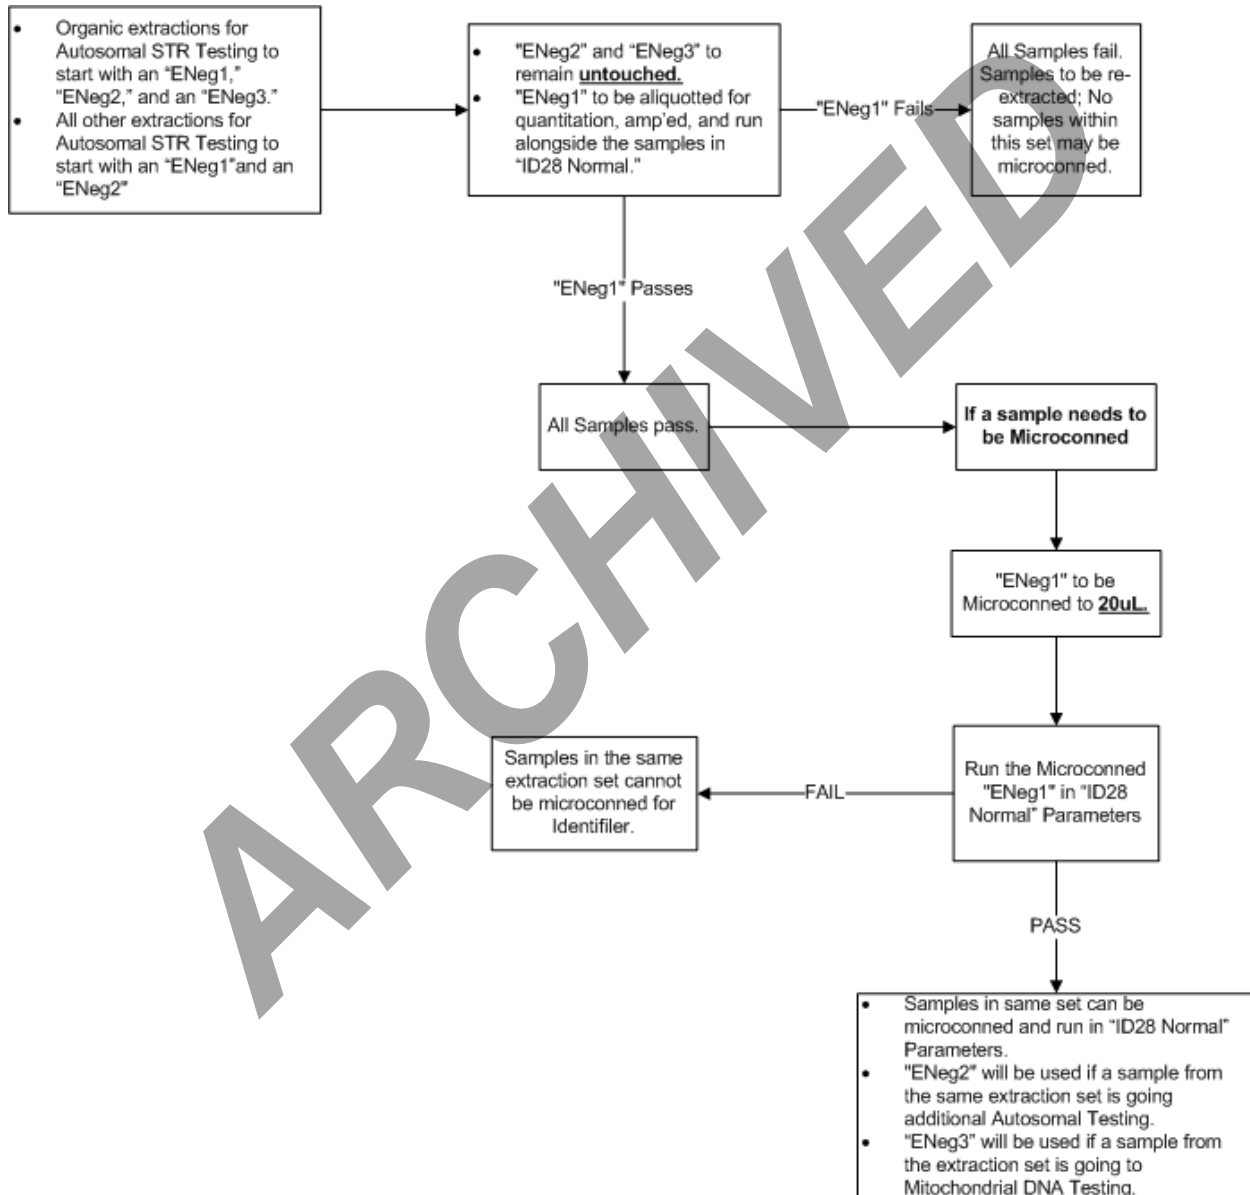 • Organic extractions for
Autosomal STR Testing to
start with an "ENeg1,"
"ENeg2," and an "ENeg3."
• All other extractions for
Autosomal STR Testing to
start with an "ENeg1"and an
"ENeg2"
• "ENeg2" and "ENeg3" to
remain untouched.
• "ENeg1" to be aliquotted for
quantitation, amp'ed, and run
alongside the samples in
"ID28 Normal."
"ENeg1" Fails
All Samples fail.
Samples to be re-
extracted; No
samples within
this set may be
microconned.
"ENeg1" Passes
All Samples pass.
If a sample needs to
be Microconned
"ENeg1" to be
Microconned to 20uL.
Run the Microconned
"ENeg1" in "ID28
Normal" Parameters
FAIL
Samples in the same
extraction set cannot
be microconned for
Identifiler.
PASS
• Samples in same set can be
microconned and run in "ID28 Normal"
Parameters.
• "ENeg2" will be used if a sample from
the same extraction set is going
additional Autosomal Testing.
• "ENeg3" will be used if a sample from
the extraction set is going to
Mitochondrial DNA Testing.
ARCHIVED